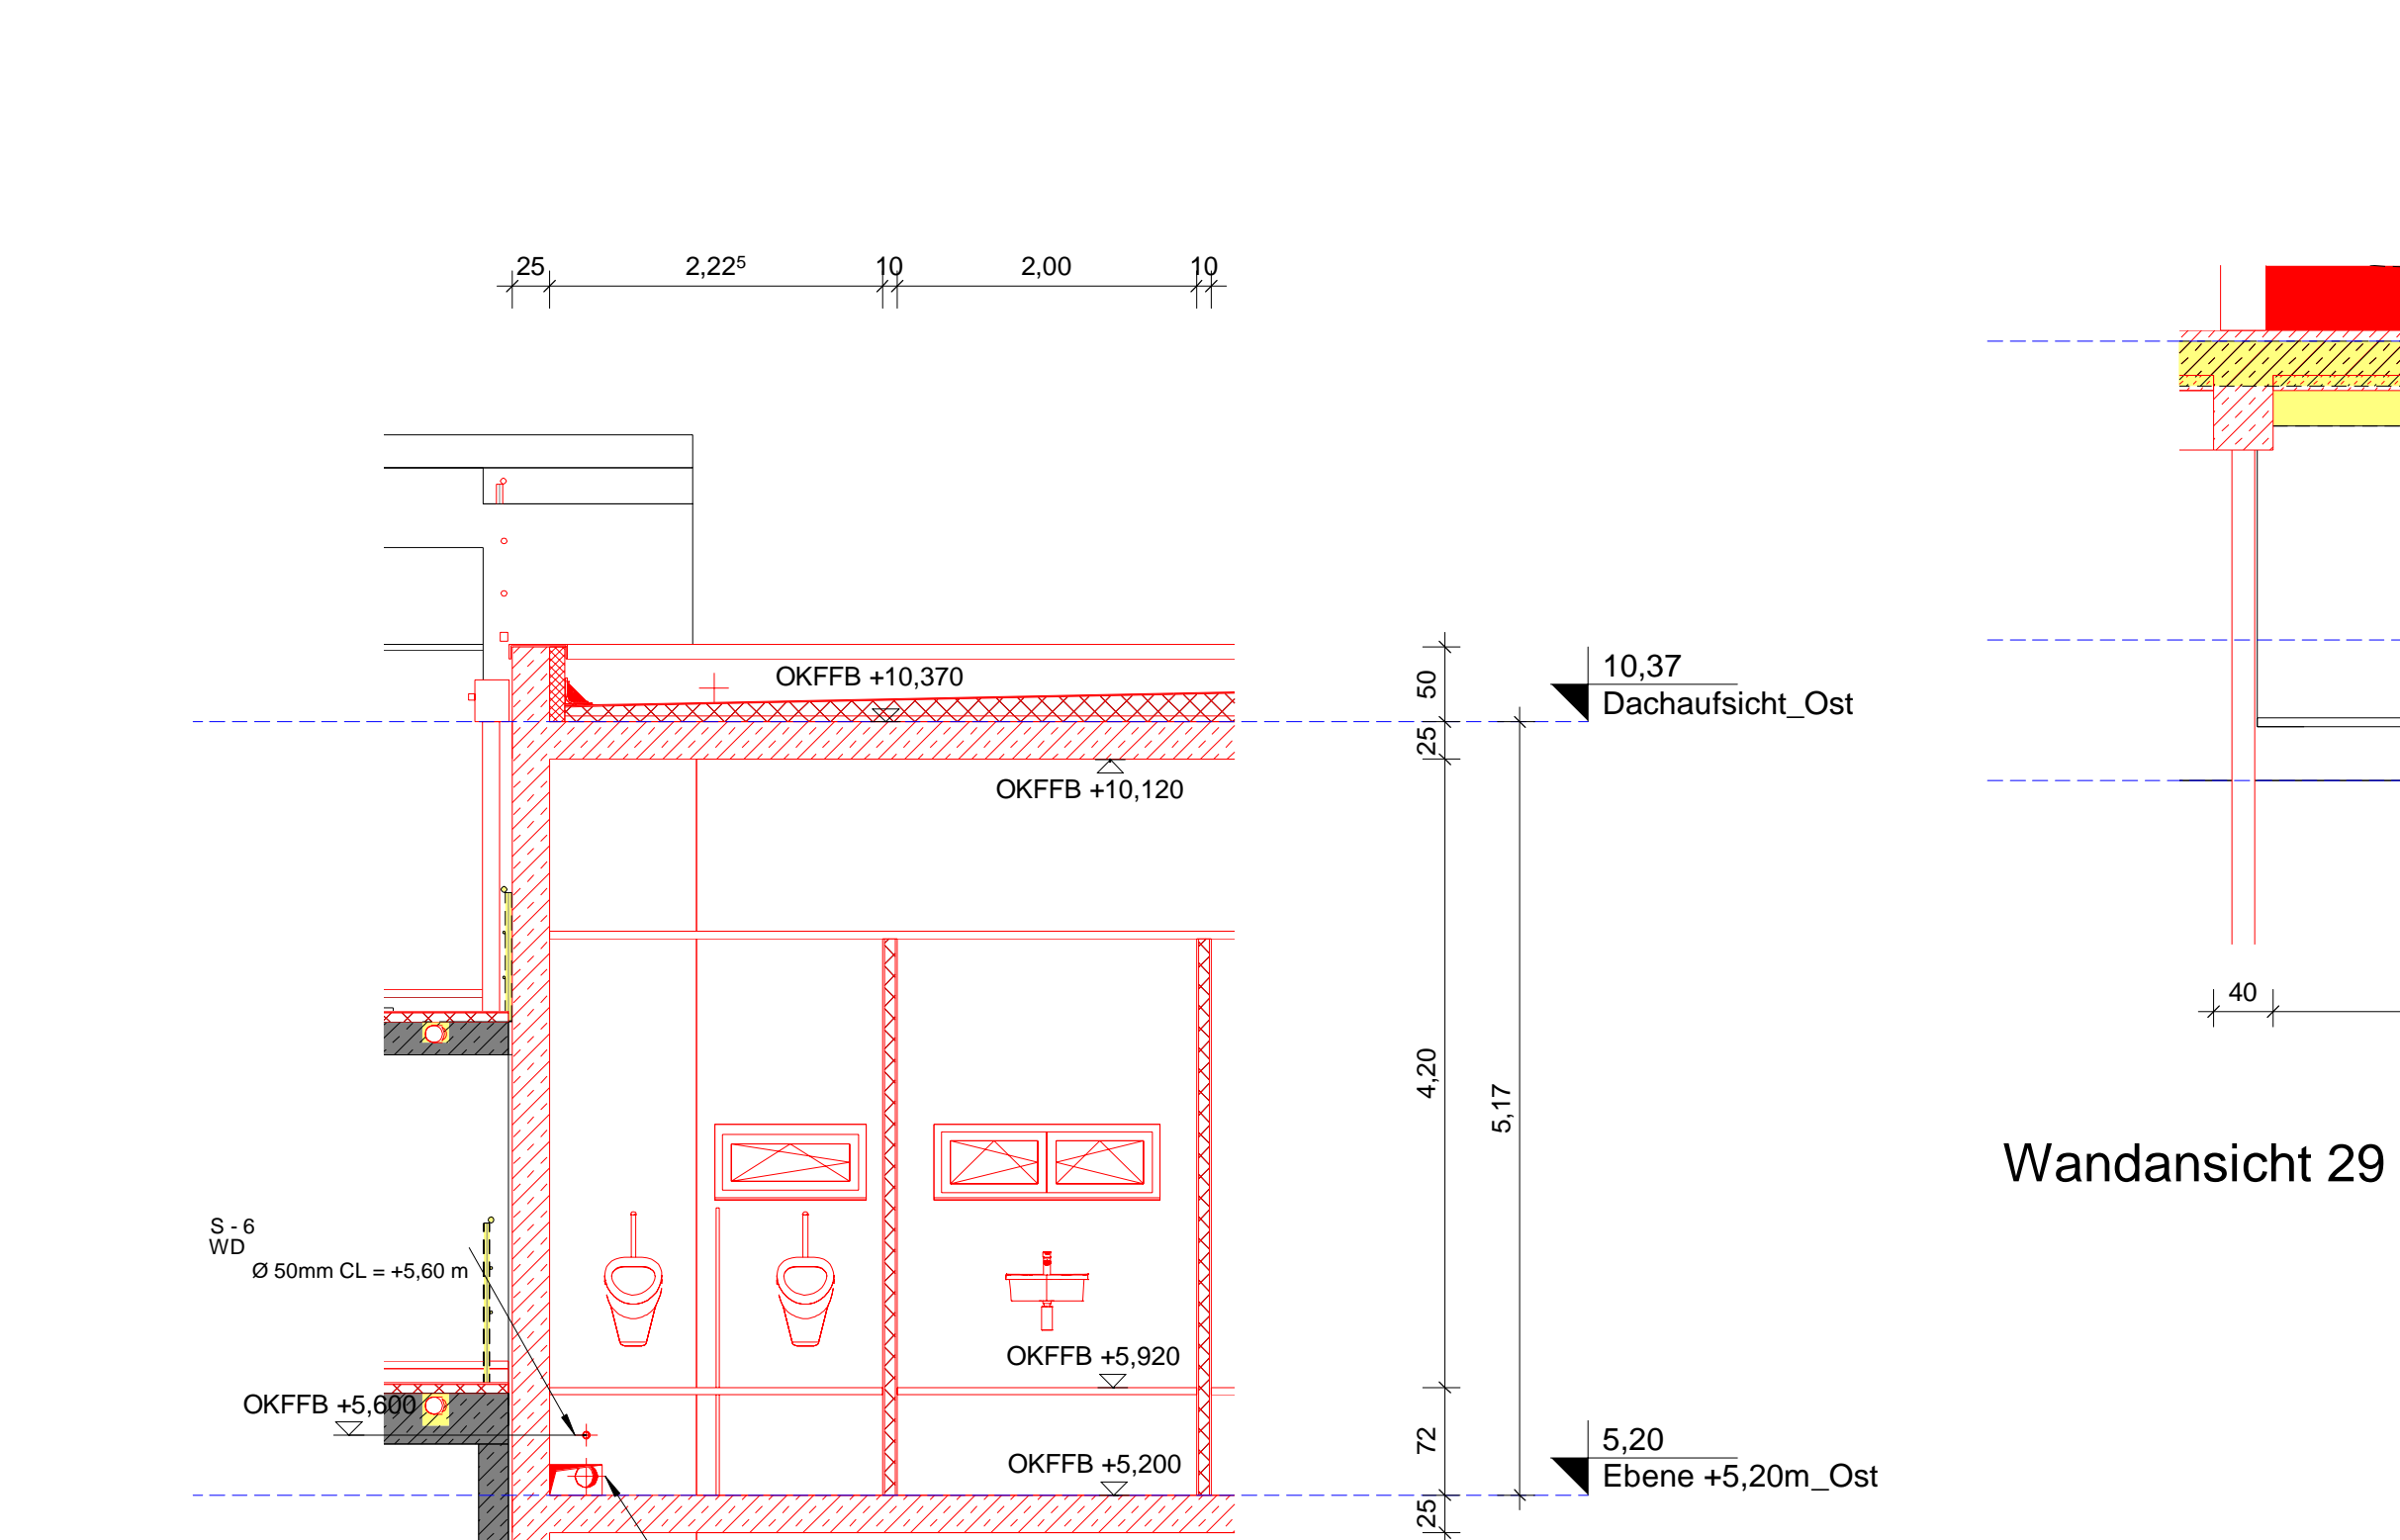 25
2,22⁵
10
2,00
10
OKFFB +10,370
OKFFB +10,120
50
25
4,20
5,17
72
25
10,37
Dachaufsicht_Ost
40
Wandansicht 29
S - 6
WD
Ø 50mm CL = +5,60 m
OKFFB +5,920
OKFFB +5,600
OKFFB +5,200
5,20
Ebene +5,20m_Ost